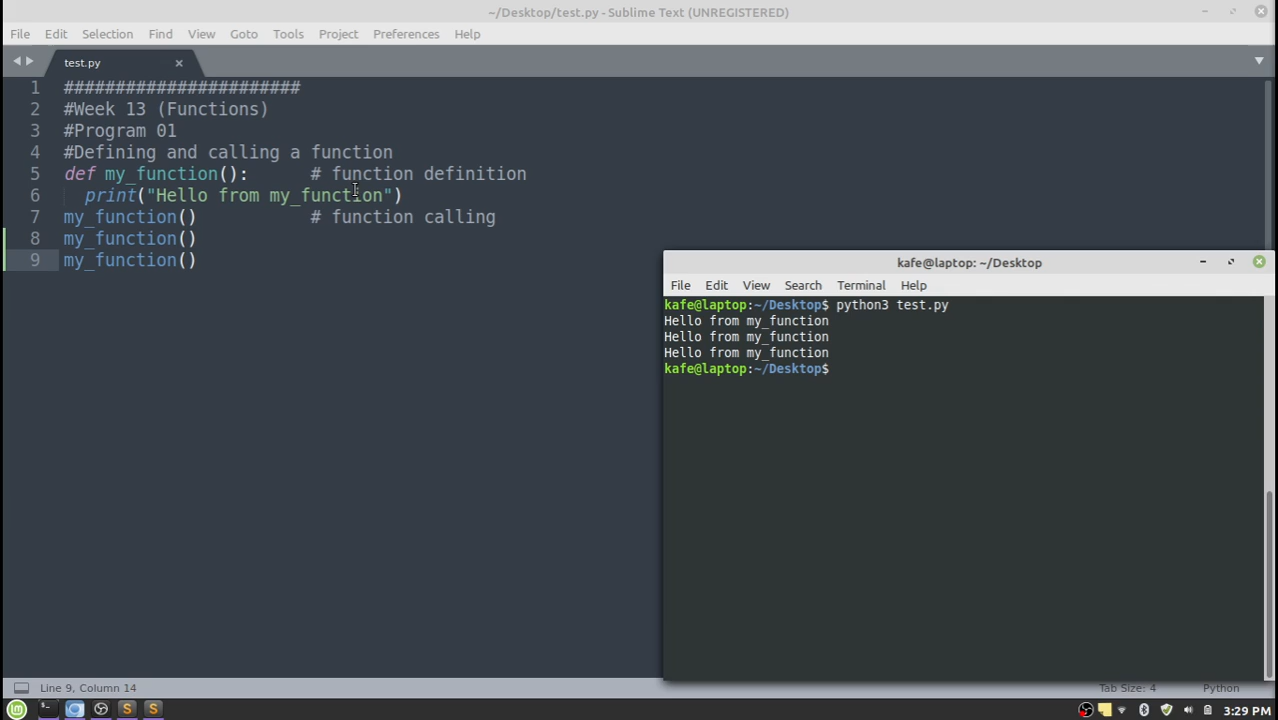 ~/Desktop/test.py - Sublime Text (UNREGISTERED)
File Edit Selection Find View Goto Tools Project Preferences Help
test.py
1 #######################
2 #Week 13 (Functions)
3 #Program 01
4 #Defining and calling a function
5 def my_function():      # function definition
6   print("Hello from my_function")
7 my_function()           # function calling
8 my_function()
9 my_function()
kafe@laptop: ~/Desktop
File Edit View Search Terminal Help
kafe@laptop:~/Desktop$ python3 test.py
Hello from my_function
Hello from my_function
Hello from my_function
kafe@laptop:~/Desktop$
Line 9, Column 14
Tab Size: 4
Python
3:29 PM